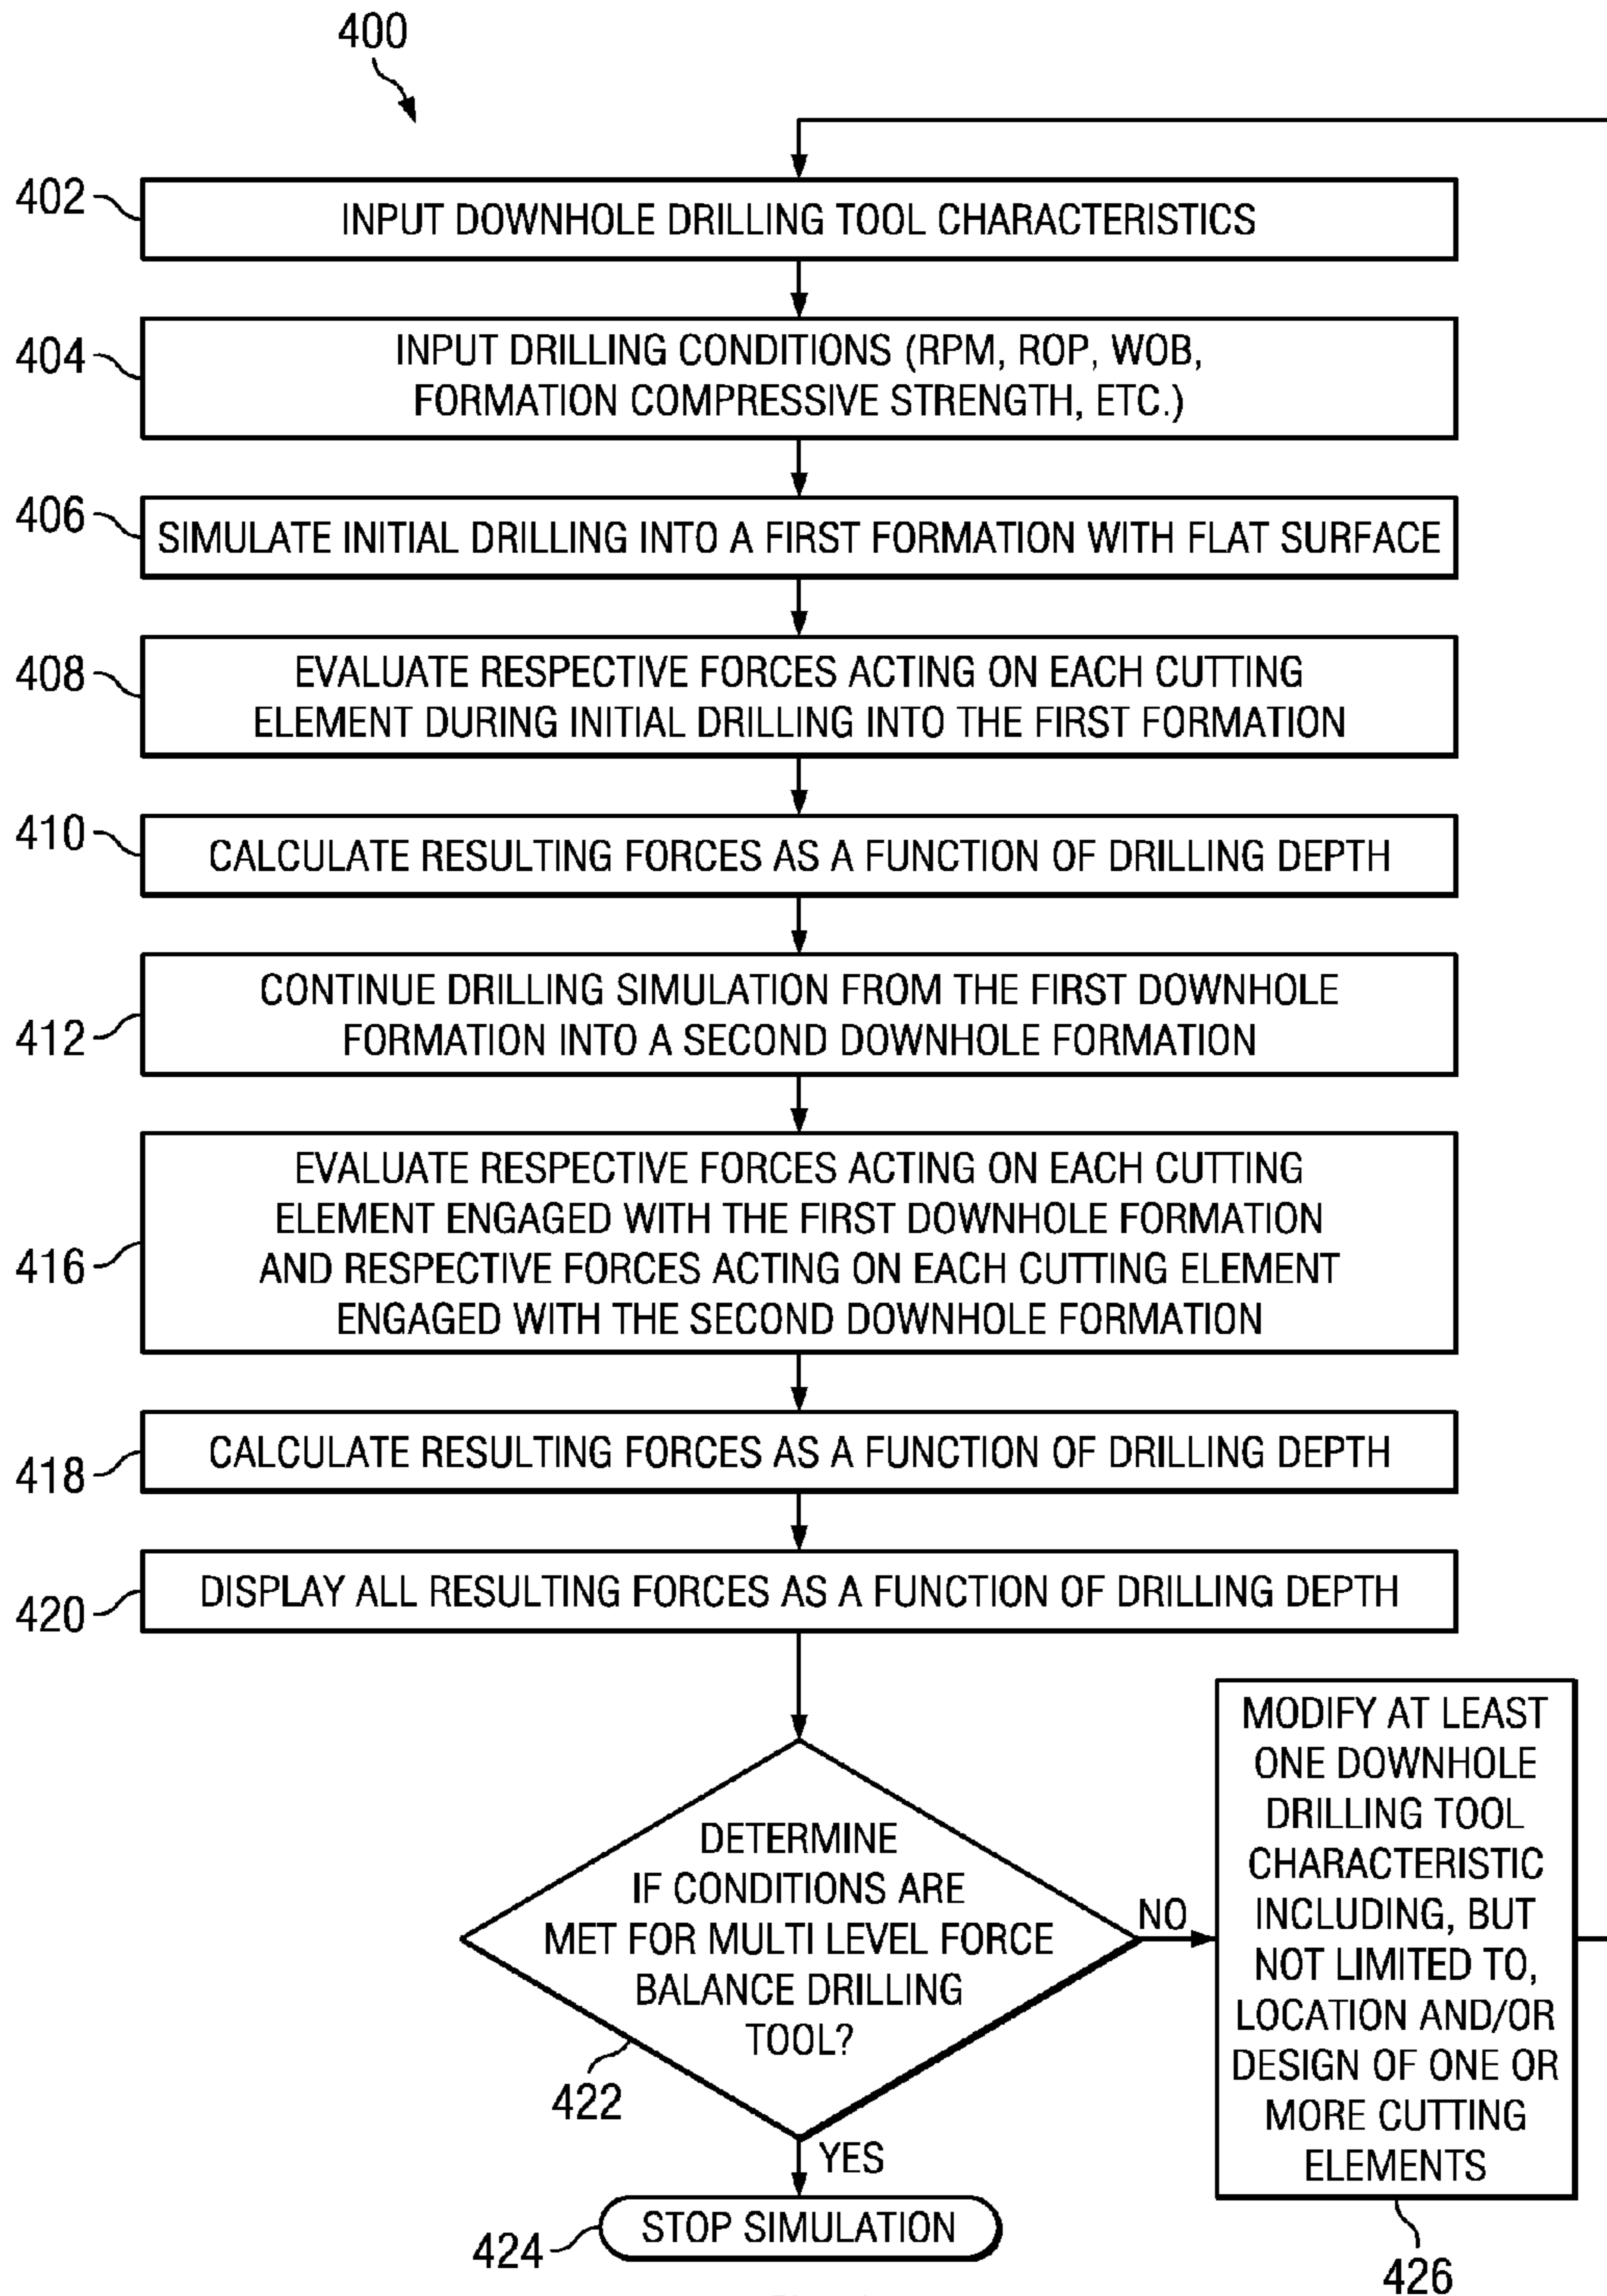 400
402
INPUT DOWNHOLE DRILLING TOOL CHARACTERISTICS
404
INPUT DRILLING CONDITIONS (RPM, ROP, WOB,
FORMATION COMPRESSIVE STRENGTH, ETC.)
406
SIMULATE INITIAL DRILLING INTO A FIRST FORMATION WITH FLAT SURFACE
408
EVALUATE RESPECTIVE FORCES ACTING ON EACH CUTTING
ELEMENT DURING INITIAL DRILLING INTO THE FIRST FORMATION
410
CALCULATE RESULTING FORCES AS A FUNCTION OF DRILLING DEPTH
412
CONTINUE DRILLING SIMULATION FROM THE FIRST DOWNHOLE
FORMATION INTO A SECOND DOWNHOLE FORMATION
416
EVALUATE RESPECTIVE FORCES ACTING ON EACH CUTTING
ELEMENT ENGAGED WITH THE FIRST DOWNHOLE FORMATION
AND RESPECTIVE FORCES ACTING ON EACH CUTTING ELEMENT
ENGAGED WITH THE SECOND DOWNHOLE FORMATION
418
CALCULATE RESULTING FORCES AS A FUNCTION OF DRILLING DEPTH
420
DISPLAY ALL RESULTING FORCES AS A FUNCTION OF DRILLING DEPTH
DETERMINE
IF CONDITIONS ARE
MET FOR MULTI LEVEL FORCE
BALANCE DRILLING
TOOL?
422
NO
MODIFY AT LEAST
ONE DOWNHOLE
DRILLING TOOL
CHARACTERISTIC
INCLUDING, BUT
NOT LIMITED TO,
LOCATION AND/OR
DESIGN OF ONE OR
MORE CUTTING
ELEMENTS
426
YES
424
STOP SIMULATION